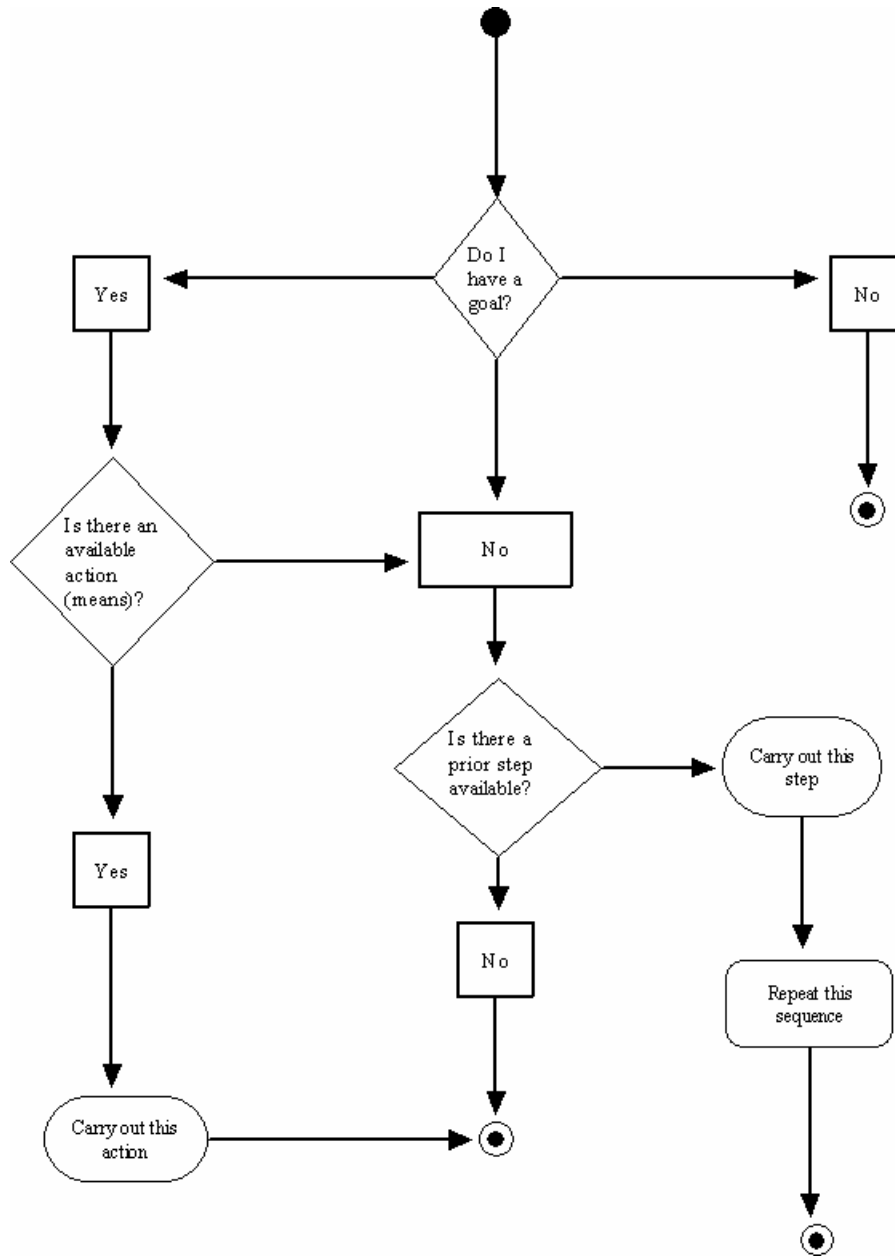 Do I
have a
goal?
Yes
No
Is there an
available
action
(means)?
No
Is there a
prior step
available?
Carry out this
step
Yes
No
Repeat this
sequence
Carry out this
action